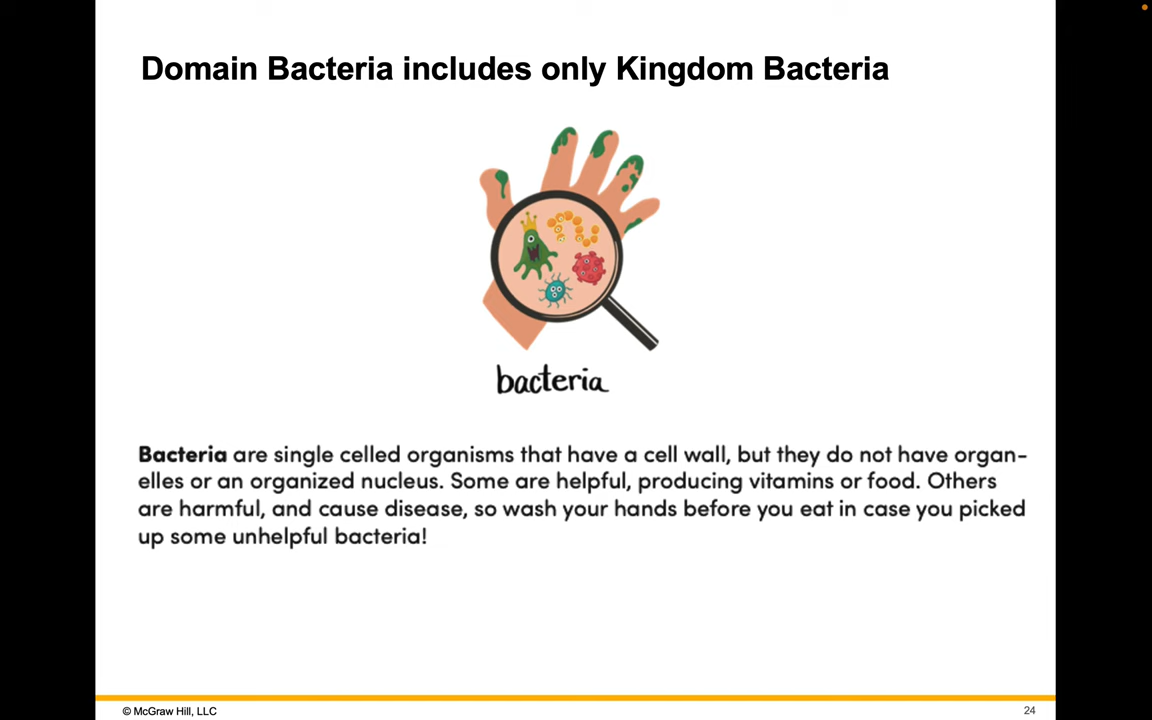 Domain Bacteria includes only Kingdom Bacteria
bacteria
Bacteria are single celled organisms that have a cell wall, but they do not have organ-
elles or an organized nucleus. Some are helpful, producing vitamins or food. Others
are harmful, and cause disease, so wash your hands before you eat in case you picked
up some unhelpful bacteria!
© McGraw Hill, LLC
24